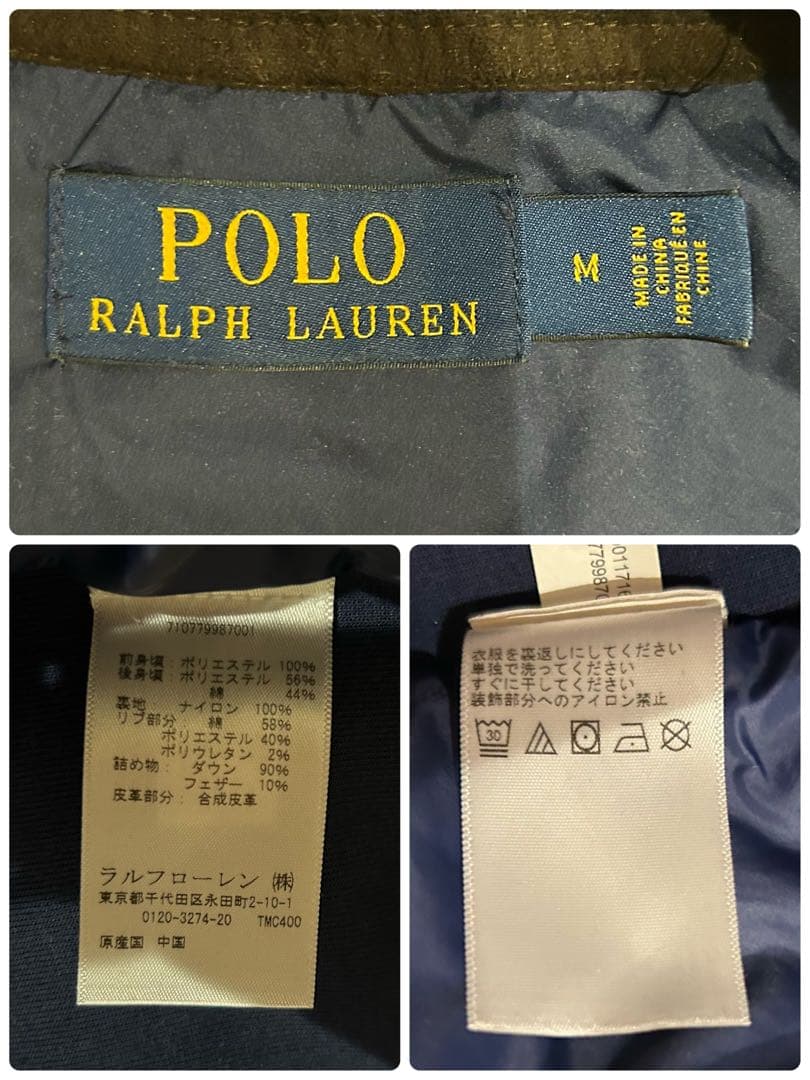 POLO
RALPH LAUREN
M
MADE IN
CHINA
FABRIQUÉ EN
CHINE
710779987001
前身頃: ポリエステル 100%
後身頃: ポリエステル 56%
綿 44%
裏地 ナイロン 100%
リブ部分: 綿 58%
ポリエステル 40%
ポリウレタン 2%
詰め物: ダウン 90%
フェザー 10%
皮革部分: 合成皮革
ラルフローレン ㈱
東京都千代田区永田町2-10-1
0120-3274-20 TMC400
原産国 中国
衣服を裏返しにしてください
単独で洗ってください
すぐに干してください
装飾部分へのアイロン禁止
30